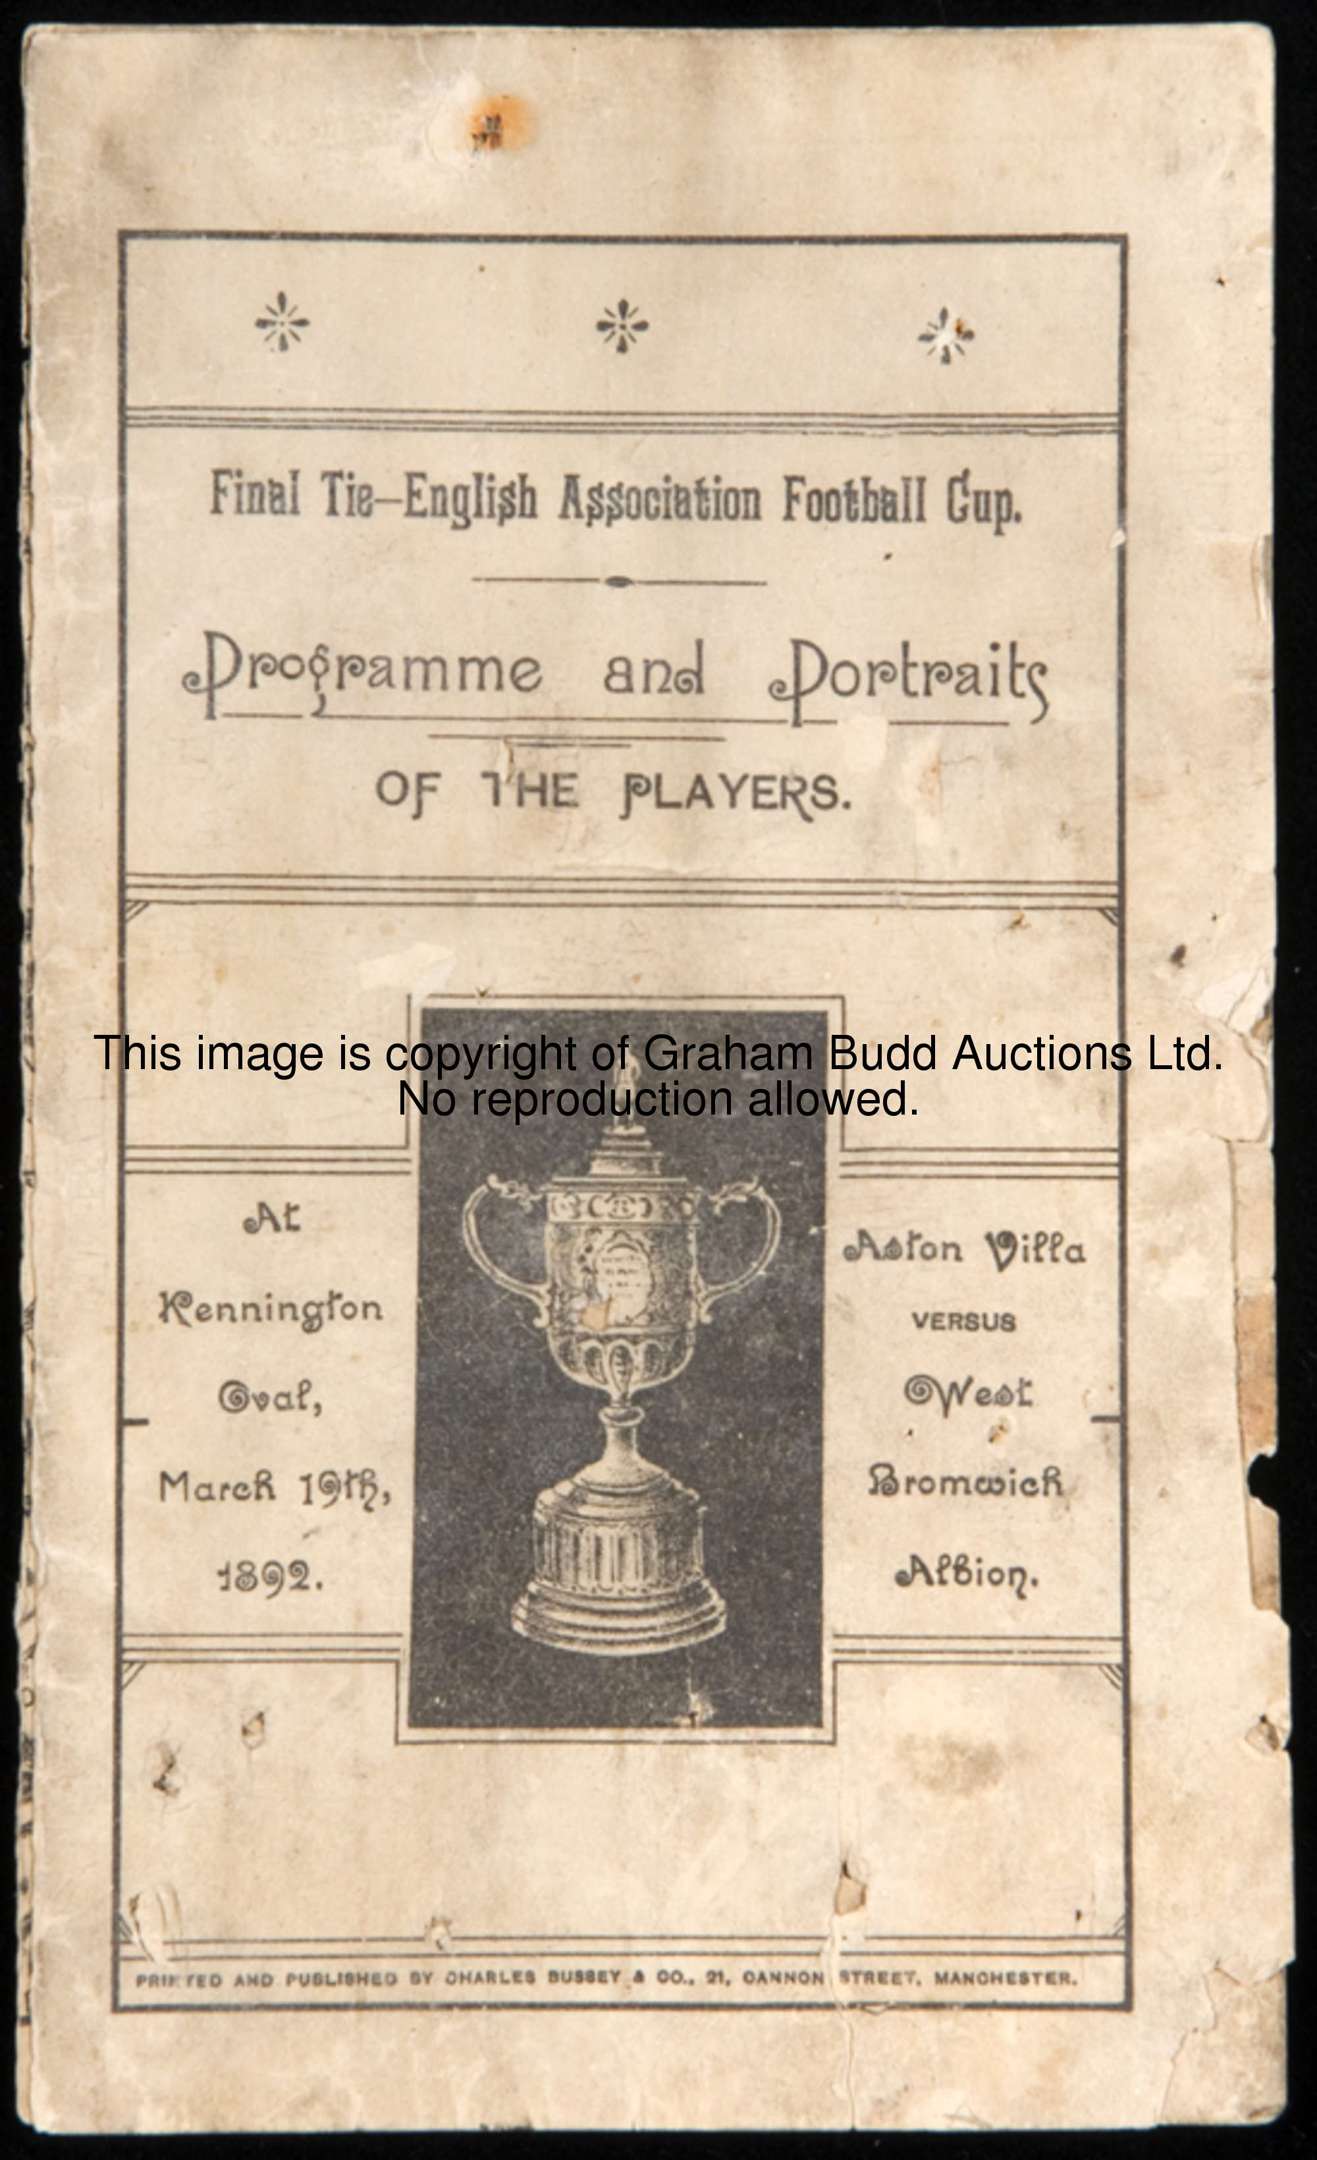 Final Tie–English Association Football Cup.
Programme and Portraits
OF THE PLAYERS.
This image is copyright of Graham Budd Auctions Ltd.
No reproduction allowed.
At
Kennington
Oval,
March 19th,
1892.
Aston Villa
VERSUS
West
Bromwich
Albion.
PRINTED AND PUBLISHED BY CHARLES BUSSEY & CO., 21, CANNON STREET, MANCHESTER.